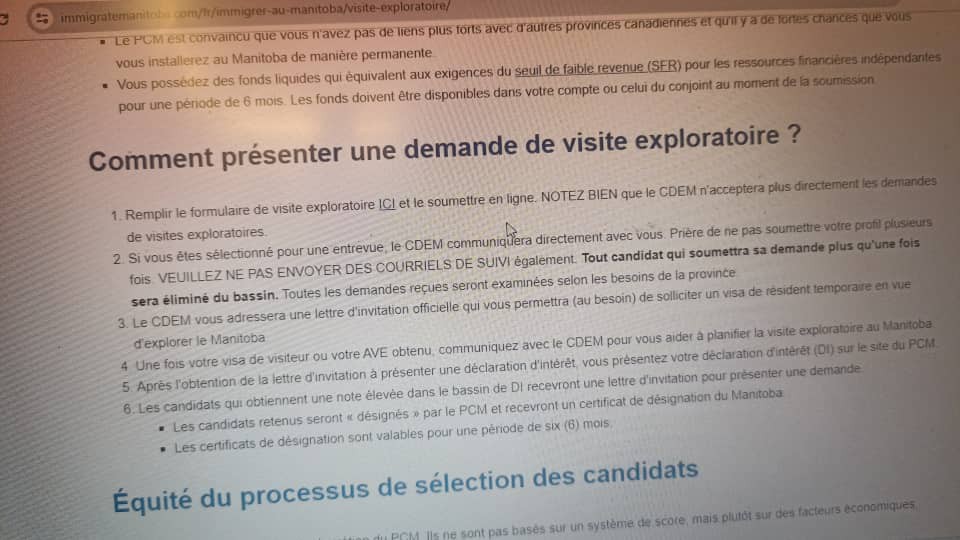 immigratemanitoba.com/fr/immigrer-au-manitoba/visite-exploratoire/
Le PCM est convaincu que vous n'avez pas de liens plus forts avec d'autres provinces canadiennes et qu'il y a de fortes chances que vous
vous installerez au Manitoba de manière permanente.
Vous possédez des fonds liquides qui équivalent aux exigences du seuil de faible revenue (SFR) pour les ressources financières indépendantes
pour une période de 6 mois. Les fonds doivent être disponibles dans votre compte ou celui du conjoint au moment de la soumission.
Comment présenter une demande de visite exploratoire ?
1. Remplir le formulaire de visite exploratoire ICI et le soumettre en ligne. NOTEZ BIEN que le CDEM n'acceptera plus directement les demandes
de visites exploratoires.
2. Si vous êtes sélectionné pour une entrevue, le CDEM communiquera directement avec vous. Prière de ne pas soumettre votre profil plusieurs
fois. VEUILLEZ NE PAS ENVOYER DES COURRIELS DE SUIVI également. Tout candidat qui soumettra sa demande plus qu'une fois
sera éliminé du bassin. Toutes les demandes reçues seront examinées selon les besoins de la province.
3. Le CDEM vous adressera une lettre d'invitation officielle qui vous permettra (au besoin) de solliciter un visa de résident temporaire en vue
d'explorer le Manitoba.
4. Une fois votre visa de visiteur ou votre AVE obtenu, communiquez avec le CDEM pour vous aider à planifier la visite exploratoire au Manitoba.
5. Après l'obtention de la lettre d'invitation à présenter une déclaration d'intérêt, vous présentez votre déclaration d'intérêt (DI) sur le site du PCM.
6. Les candidats qui obtiennent une note élevée dans le bassin de DI recevront une lettre d'invitation pour présenter une demande.
Les candidats retenus seront « désignés » par le PCM et recevront un certificat de désignation du Manitoba.
Les certificats de désignation sont valables pour une période de six (6) mois.
Équité du processus de sélection des candidats
du PCM. Ils ne sont pas basés sur un système de score, mais plutôt sur des facteurs économiques,